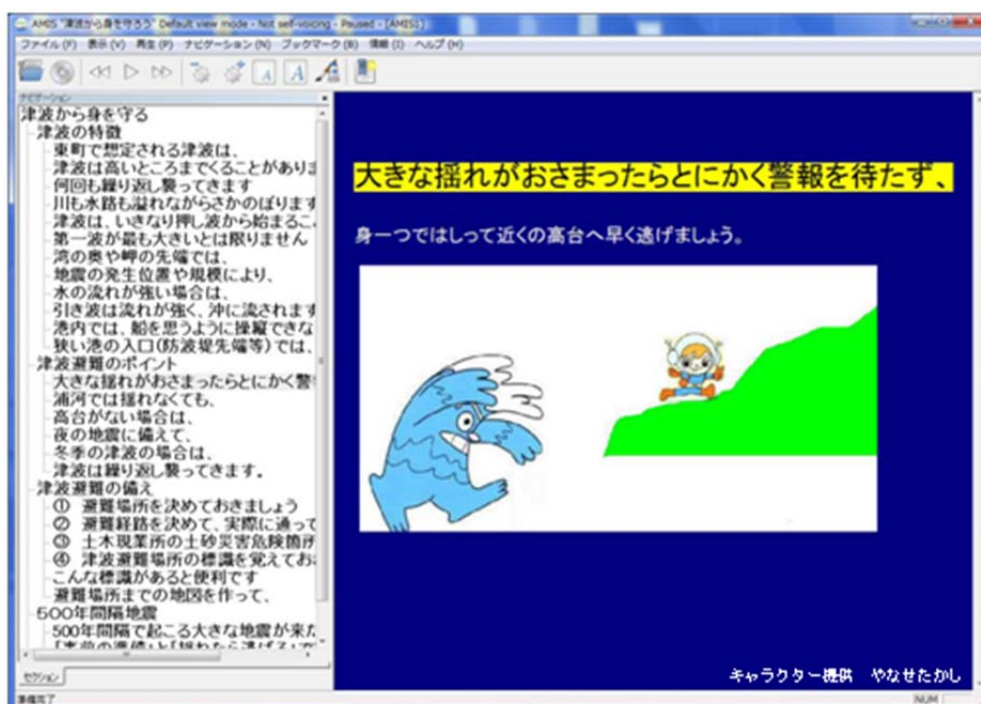 AMIS "津波から身を守ろう" Default view mode - Not self-voicing - Paused - [AMIS1]
ファイル (F) 表示 (V) 再生 (P) ナビゲーション (N) ブックマーク (B) 情報 (I) ヘルプ (H)
ナビゲーション
津波から身を守る
津波の特徴
東町で想定される津波は、
津波は高いところまでくることがありま
何回も繰り返し襲ってきます
川も水路も溢れながらさかのぼります
津波は、いきなり押し波から始まるこ
第一波が最も大きいとは限りません
湾の奥や岬の先端では、
地震の発生位置や規模により、
水の流れが強い場合は、
引き波は流れが強く、沖に流されます
港内では、船を思うように操縦できな
狭い港の入口(防波堤先端等)では、
津波避難のポイント
大きな揺れがおさまったらとにかく警
浦河では揺れなくても、
高台がない場合は、
夜の地震に備えて、
冬季の津波の場合は、
津波は繰り返し襲ってきます。
津波避難の備え
① 避難場所を決めておきましょう
② 避難経路を決めて、実際に通って
③ 土木現業所の土砂災害危険箇所
④ 津波避難場所の標識を覚えてお
こんな標識があると便利です
避難場所までの地図を作って、
500年間隔地震
500年間隔で起こる大きな地震が来た
「事前の準備」と「揺れたら逃げる」で
セクション
準備完了
大きな揺れがおさまったらとにかく警報を待たず、
身一つではしって近くの高台へ早く逃げましょう。
キャラクター提供 やなせたかし
NUM